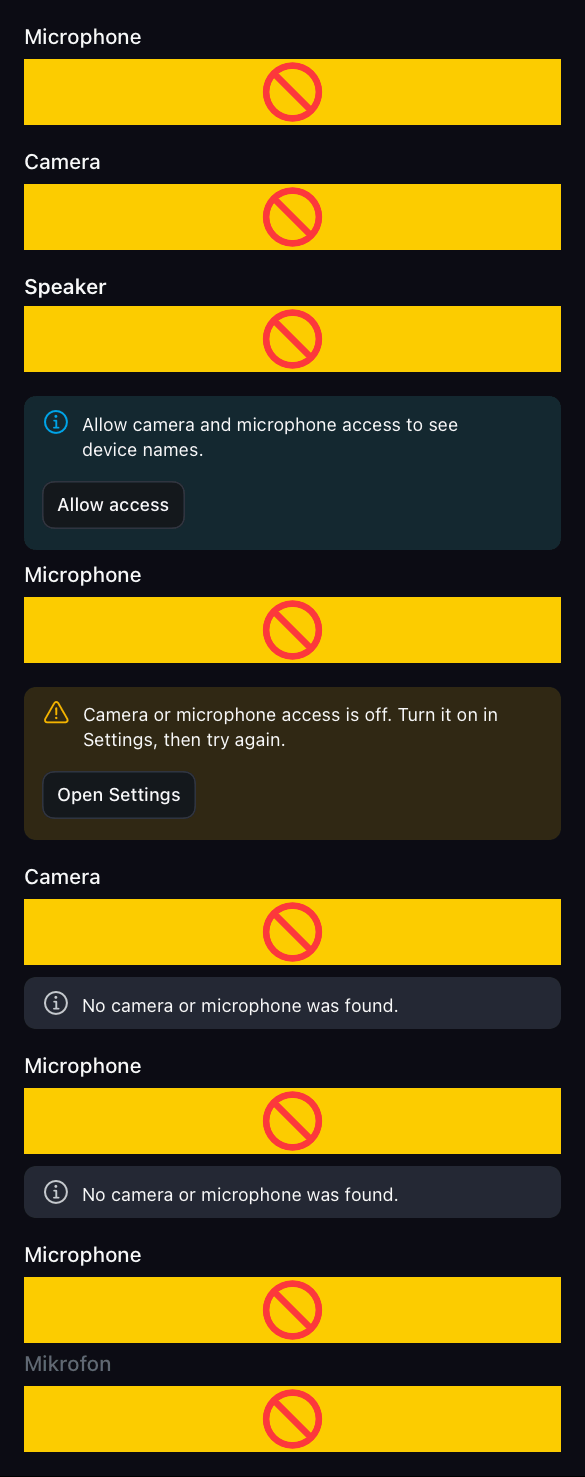 Microphone
Camera
Speaker
Allow camera and microphone access to see
device names.
Allow access
Microphone
Camera or microphone access is off. Turn it on in
Settings, then try again.
Open Settings
Camera
No camera or microphone was found.
Microphone
No camera or microphone was found.
Microphone
Mikrofon